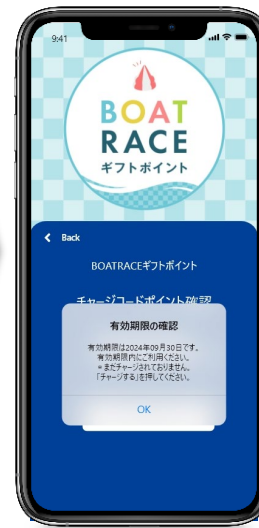 9:41
BOAT
RACE
ギフトポイント
Back
BOATRACEギフトポイント
チャージコードポイント確認
有効期限の確認
有効期限は2024年09月30日です。
有効期限内にご利用ください。
＊まだチャージされておりません。
「チャージする」を押してください。
OK